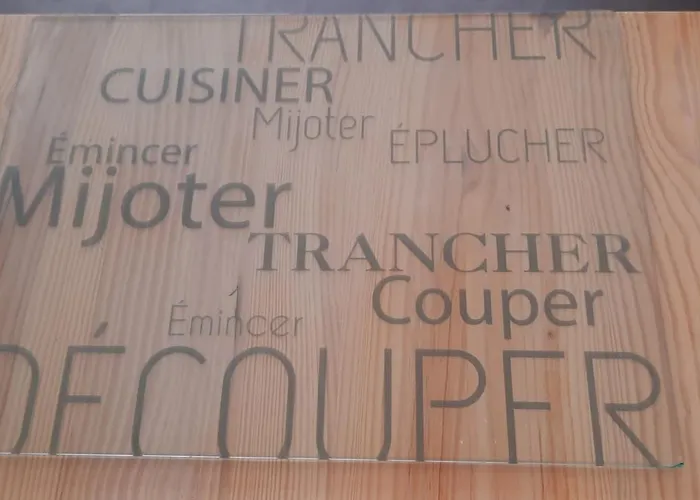 TRANCHER
CUISINER
Mijoter
ÉPLUCHER
Émincer
Mijoter
TRANCHER
Couper
Émincer
DÉCOUPER